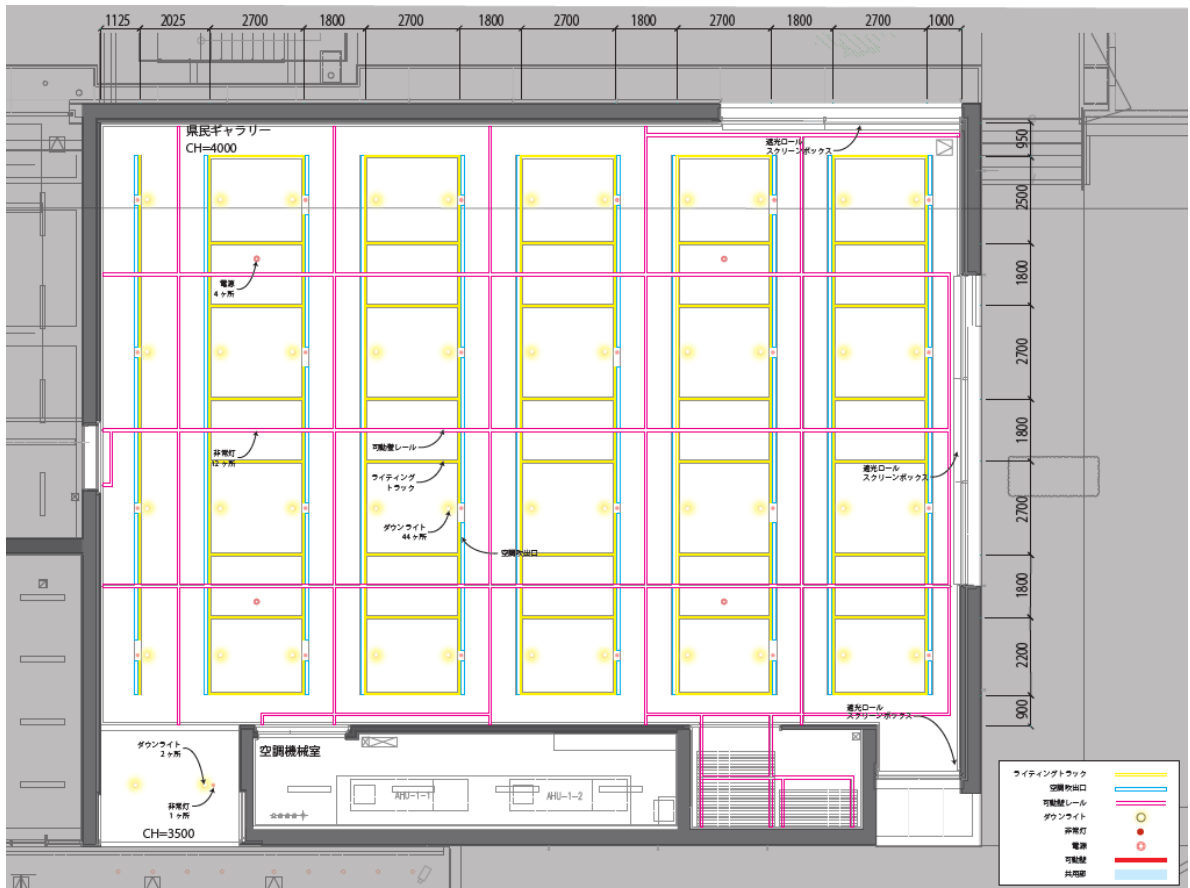 1125 2025 2700 1800 2700 1800 2700 1800 2700 1800 2700 1000
県民ギャラリー
CH=4000
遮光ロール
スクリーンボックス
950
2500
1800
2700
1800
2700
1800
2200
900
電源
4ヶ所
非常灯
12ヶ所
可動壁レール
ライティング
トラック
ダウンライト
44ヶ所
空調吹出口
遮光ロール
スクリーンボックス
遮光ロール
スクリーンボックス
ダウンライト
2ヶ所
非常灯
1ヶ所
CH=3500
空調機械室
AHU-1-1
AHU-1-2
ライティングトラック
空調吹出口
可動壁レール
ダウンライト
非常灯
電源
可動壁
共用部